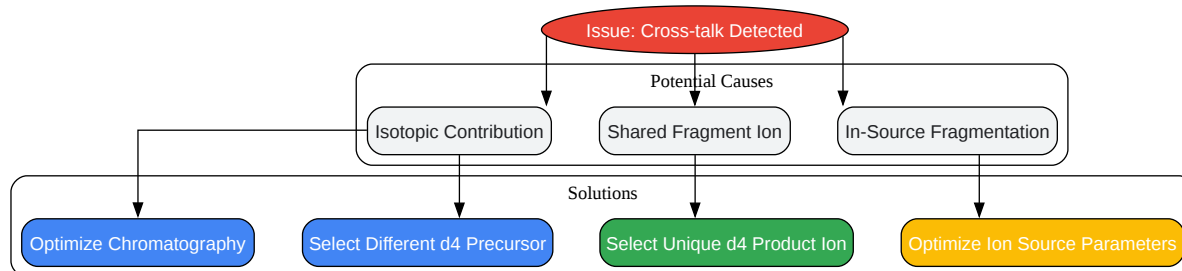 Issue: Cross-talk Detected
Potential Causes
Isotopic Contribution
Shared Fragment Ion
In-Source Fragmentation
Solutions
Optimize Chromatography
Select Different d4 Precursor
Select Unique d4 Product Ion
Optimize Ion Source Parameters